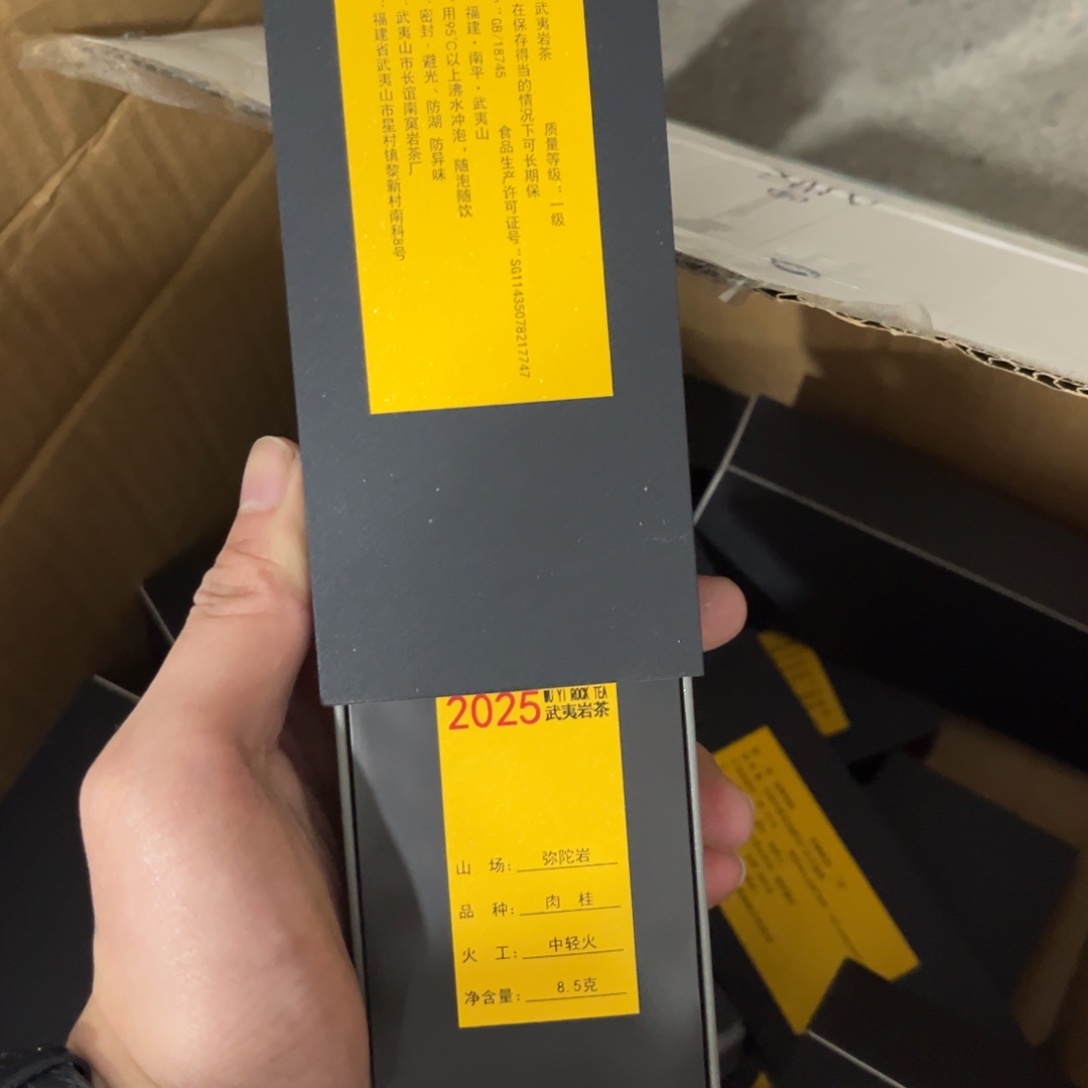 武夷岩茶
质量等级：一级
在保存得当的情况下可长期保
GB/18745
食品生产许可证号：SG11435078217747
福建·南平·武夷山
用95℃以上沸水冲泡，随泡随饮
密封、避光、防湖 防异味
武夷山市长谊南窠岩茶厂
福建省武夷山市星村镇黎新村南科8号
2025
WU YI ROCK TEA
武夷岩茶
山 场：弥陀岩
品 种：肉 桂
火 工：中轻火
净含量：8.5克